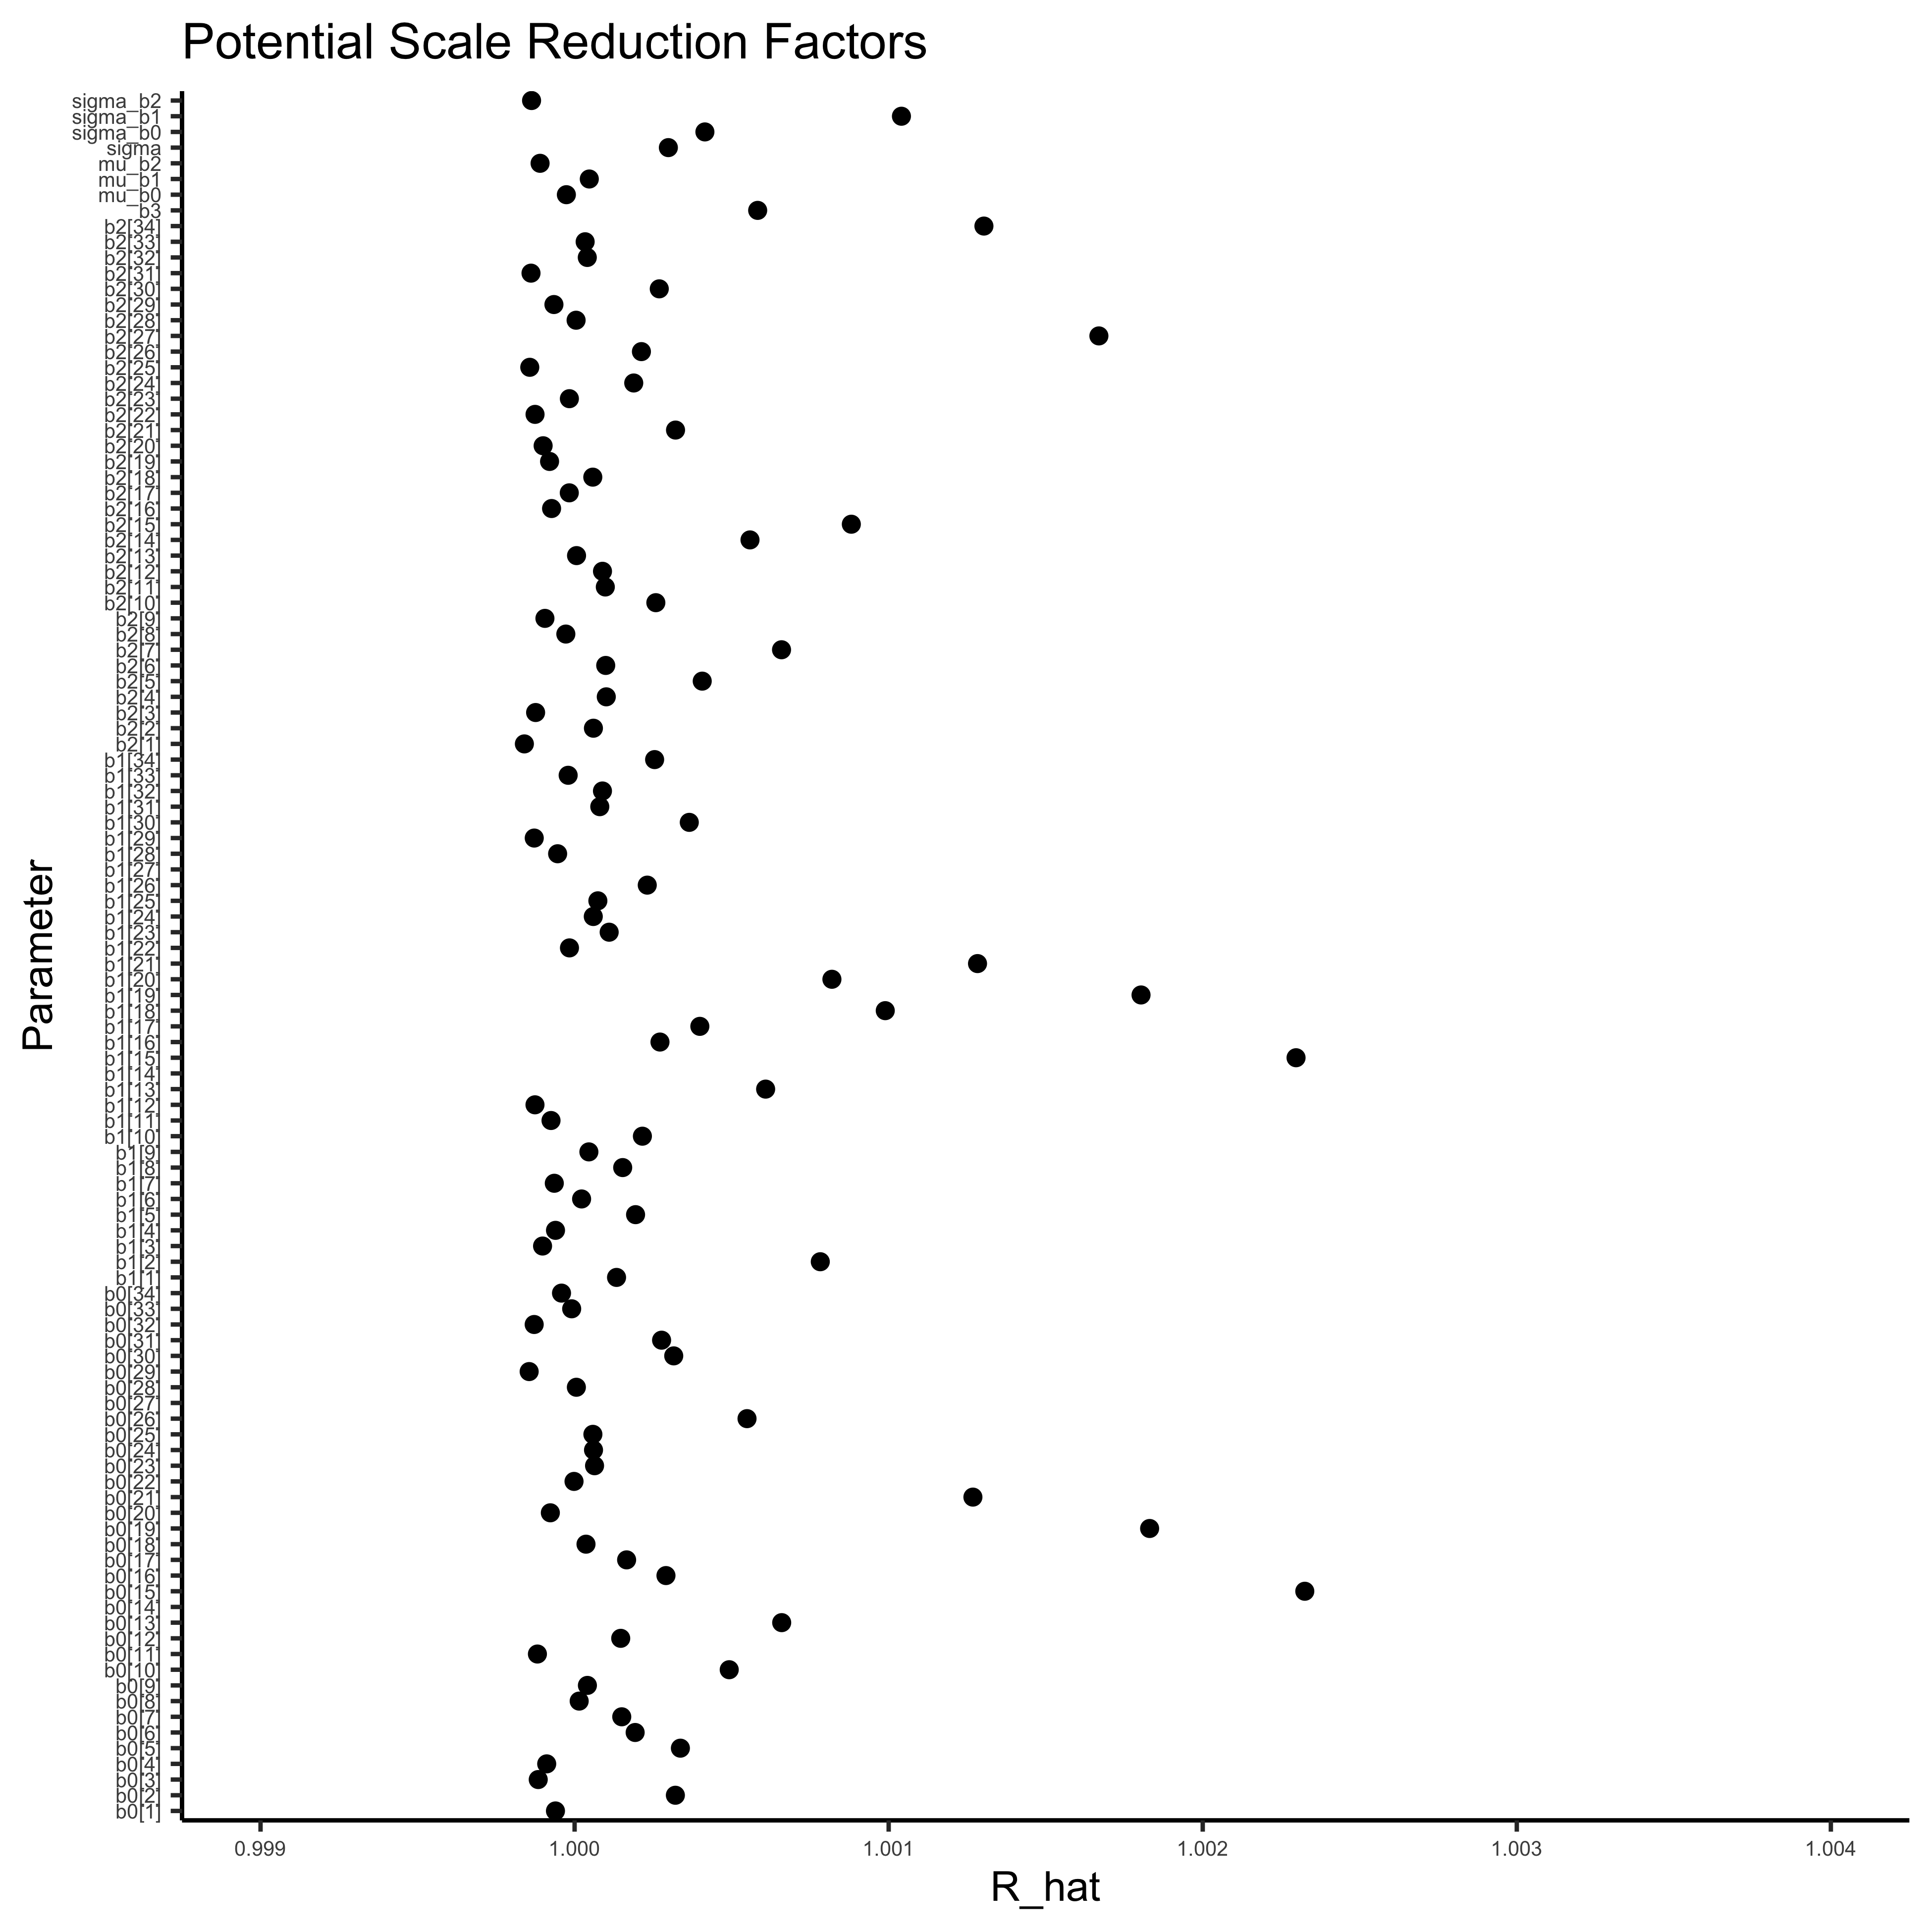 Potential Scale Reduction Factors
sigma_b2
sigma_b1
sigma_b0
sigma
mu_b2
mu_b1
mu_b0
b3
b2[34]
b2[33]
b2[32]
b2[31]
b2[30]
b2[29]
b2[28]
b2[27]
b2[26]
b2[25]
b2[24]
b2[23]
b2[22]
b2[21]
b2[20]
b2[19]
b2[18]
b2[17]
b2[16]
b2[15]
b2[14]
b2[13]
b2[12]
b2[11]
b2[10]
b2[9]
b2[8]
b2[7]
b2[6]
b2[5]
b2[4]
b2[3]
b2[2]
b2[1]
b1[34]
b1[33]
b1[32]
b1[31]
b1[30]
b1[29]
b1[28]
b1[27]
b1[26]
b1[25]
b1[24]
b1[23]
b1[22]
b1[21]
b1[20]
b1[19]
b1[18]
b1[17]
b1[16]
b1[15]
b1[14]
b1[13]
b1[12]
b1[11]
b1[10]
b1[9]
b1[8]
b1[7]
b1[6]
b1[5]
b1[4]
b1[3]
b1[2]
b1[1]
b0[34]
b0[33]
b0[32]
b0[31]
b0[30]
b0[29]
b0[28]
b0[27]
b0[26]
b0[25]
b0[24]
b0[23]
b0[22]
b0[21]
b0[20]
b0[19]
b0[18]
b0[17]
b0[16]
b0[15]
b0[14]
b0[13]
b0[12]
b0[11]
b0[10]
b0[9]
b0[8]
b0[7]
b0[6]
b0[5]
b0[4]
b0[3]
b0[2]
b0[1]
Parameter
0.999 1.000 1.001 1.002 1.003 1.004
R_hat